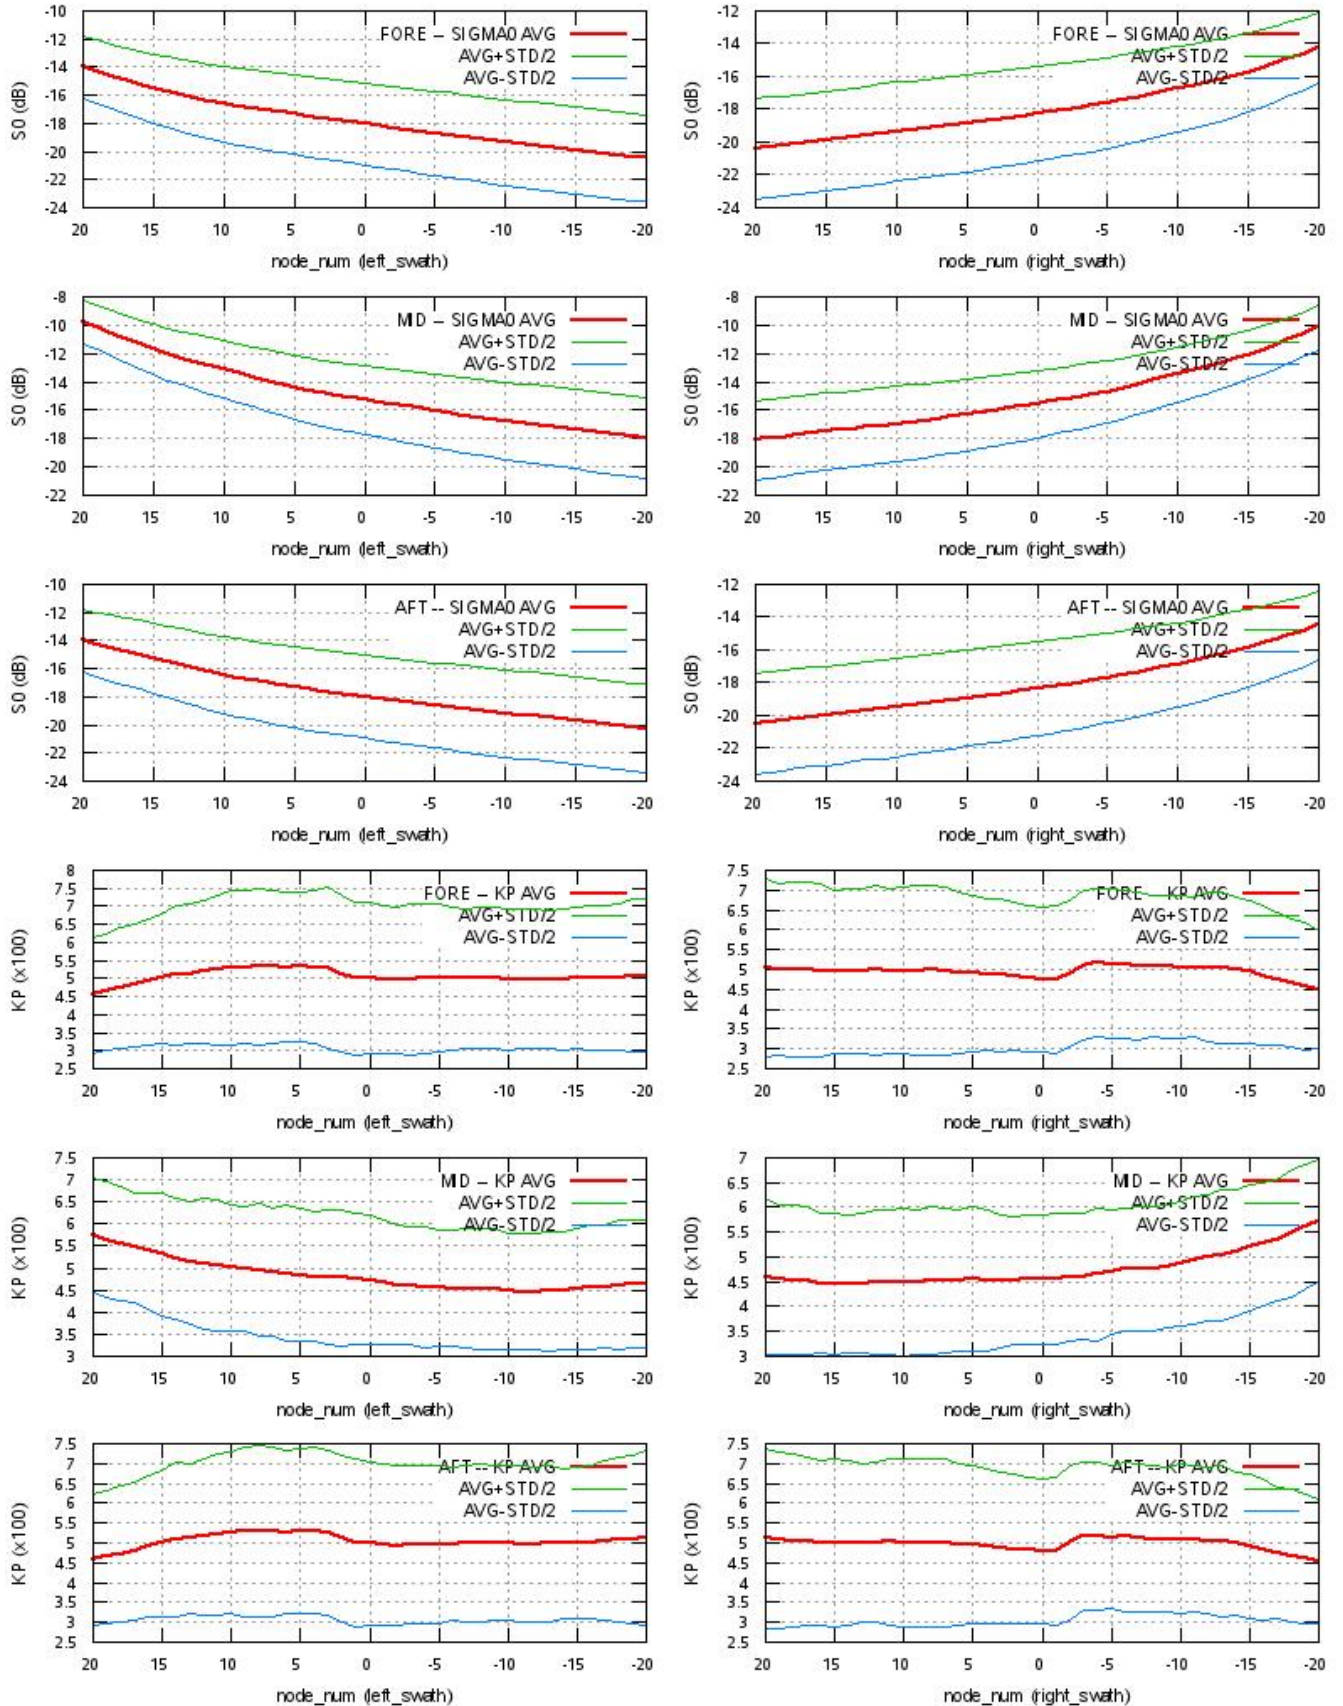 -10
-12
-14
-16
-18
-20
-22
-24
S0 (dB)
FORE -- SIGMA0 AVG
AVG+STD/2
AVG-STD/2
20 15 10 5 0 -5 -10 -15 -20
node_num (left_swath)
-12
-14
-16
-18
-20
-22
-24
S0 (dB)
FORE -- SIGMA0 AVG
AVG+STD/2
AVG-STD/2
20 15 10 5 0 -5 -10 -15 -20
node_num (right_swath)
-8
-10
-12
-14
-16
-18
-20
-22
S0 (dB)
MID -- SIGMA0 AVG
AVG+STD/2
AVG-STD/2
20 15 10 5 0 -5 -10 -15 -20
node_num (left_swath)
-8
-10
-12
-14
-16
-18
-20
-22
S0 (dB)
MID -- SIGMA0 AVG
AVG+STD/2
AVG-STD/2
20 15 10 5 0 -5 -10 -15 -20
node_num (right_swath)
-10
-12
-14
-16
-18
-20
-22
-24
S0 (dB)
AFT -- SIGMA0 AVG
AVG+STD/2
AVG-STD/2
20 15 10 5 0 -5 -10 -15 -20
node_num (left_swath)
-12
-14
-16
-18
-20
-22
-24
S0 (dB)
AFT -- SIGMA0 AVG
AVG+STD/2
AVG-STD/2
20 15 10 5 0 -5 -10 -15 -20
node_num (right_swath)
8
7.5
7
6.5
6
5.5
5
4.5
4
3.5
3
2.5
KP (x100)
FORE -- KP AVG
AVG+STD/2
AVG-STD/2
20 15 10 5 0 -5 -10 -15 -20
node_num (left_swath)
7.5
7
6.5
6
5.5
5
4.5
4
3.5
3
2.5
KP (x100)
FORE -- KP AVG
AVG+STD/2
AVG-STD/2
20 15 10 5 0 -5 -10 -15 -20
node_num (right_swath)
7.5
7
6.5
6
5.5
5
4.5
4
3.5
3
KP (x100)
MID -- KP AVG
AVG+STD/2
AVG-STD/2
20 15 10 5 0 -5 -10 -15 -20
node_num (left_swath)
7
6.5
6
5.5
5
4.5
4
3.5
3
KP (x100)
MID -- KP AVG
AVG+STD/2
AVG-STD/2
20 15 10 5 0 -5 -10 -15 -20
node_num (right_swath)
7.5
7
6.5
6
5.5
5
4.5
4
3.5
3
2.5
KP (x100)
AFT -- KP AVG
AVG+STD/2
AVG-STD/2
20 15 10 5 0 -5 -10 -15 -20
node_num (left_swath)
7.5
7
6.5
6
5.5
5
4.5
4
3.5
3
2.5
KP (x100)
AFT -- KP AVG
AVG+STD/2
AVG-STD/2
20 15 10 5 0 -5 -10 -15 -20
node_num (right_swath)